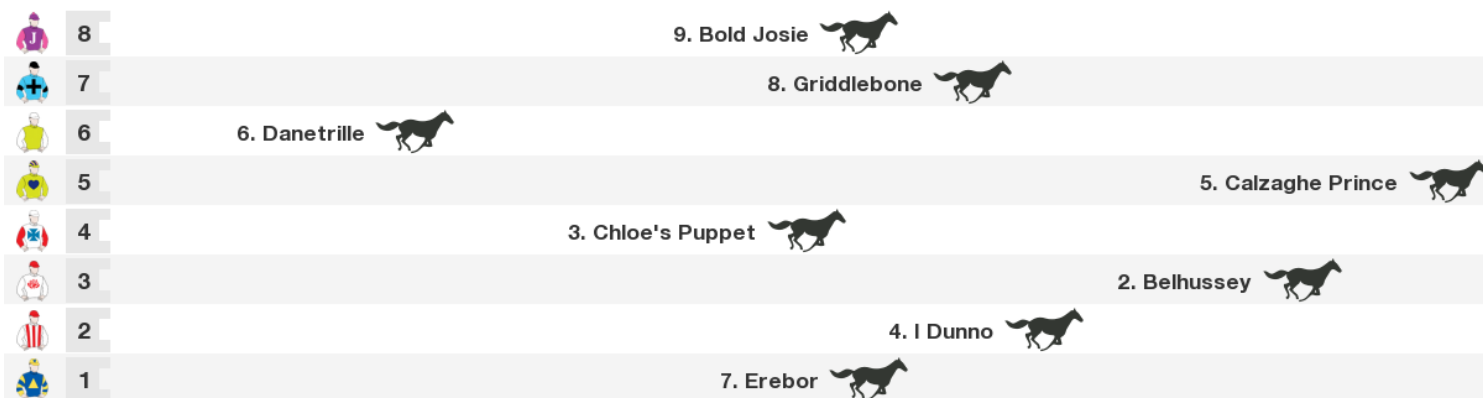 J 8 9. Bold Josie
7 8. Griddlebone
6 6. Danetrille
5 5. Calzaghe Prince
4 3. Chloe's Puppet
3 2. Belhussey
2 4. I Dunno
1 7. Erebor